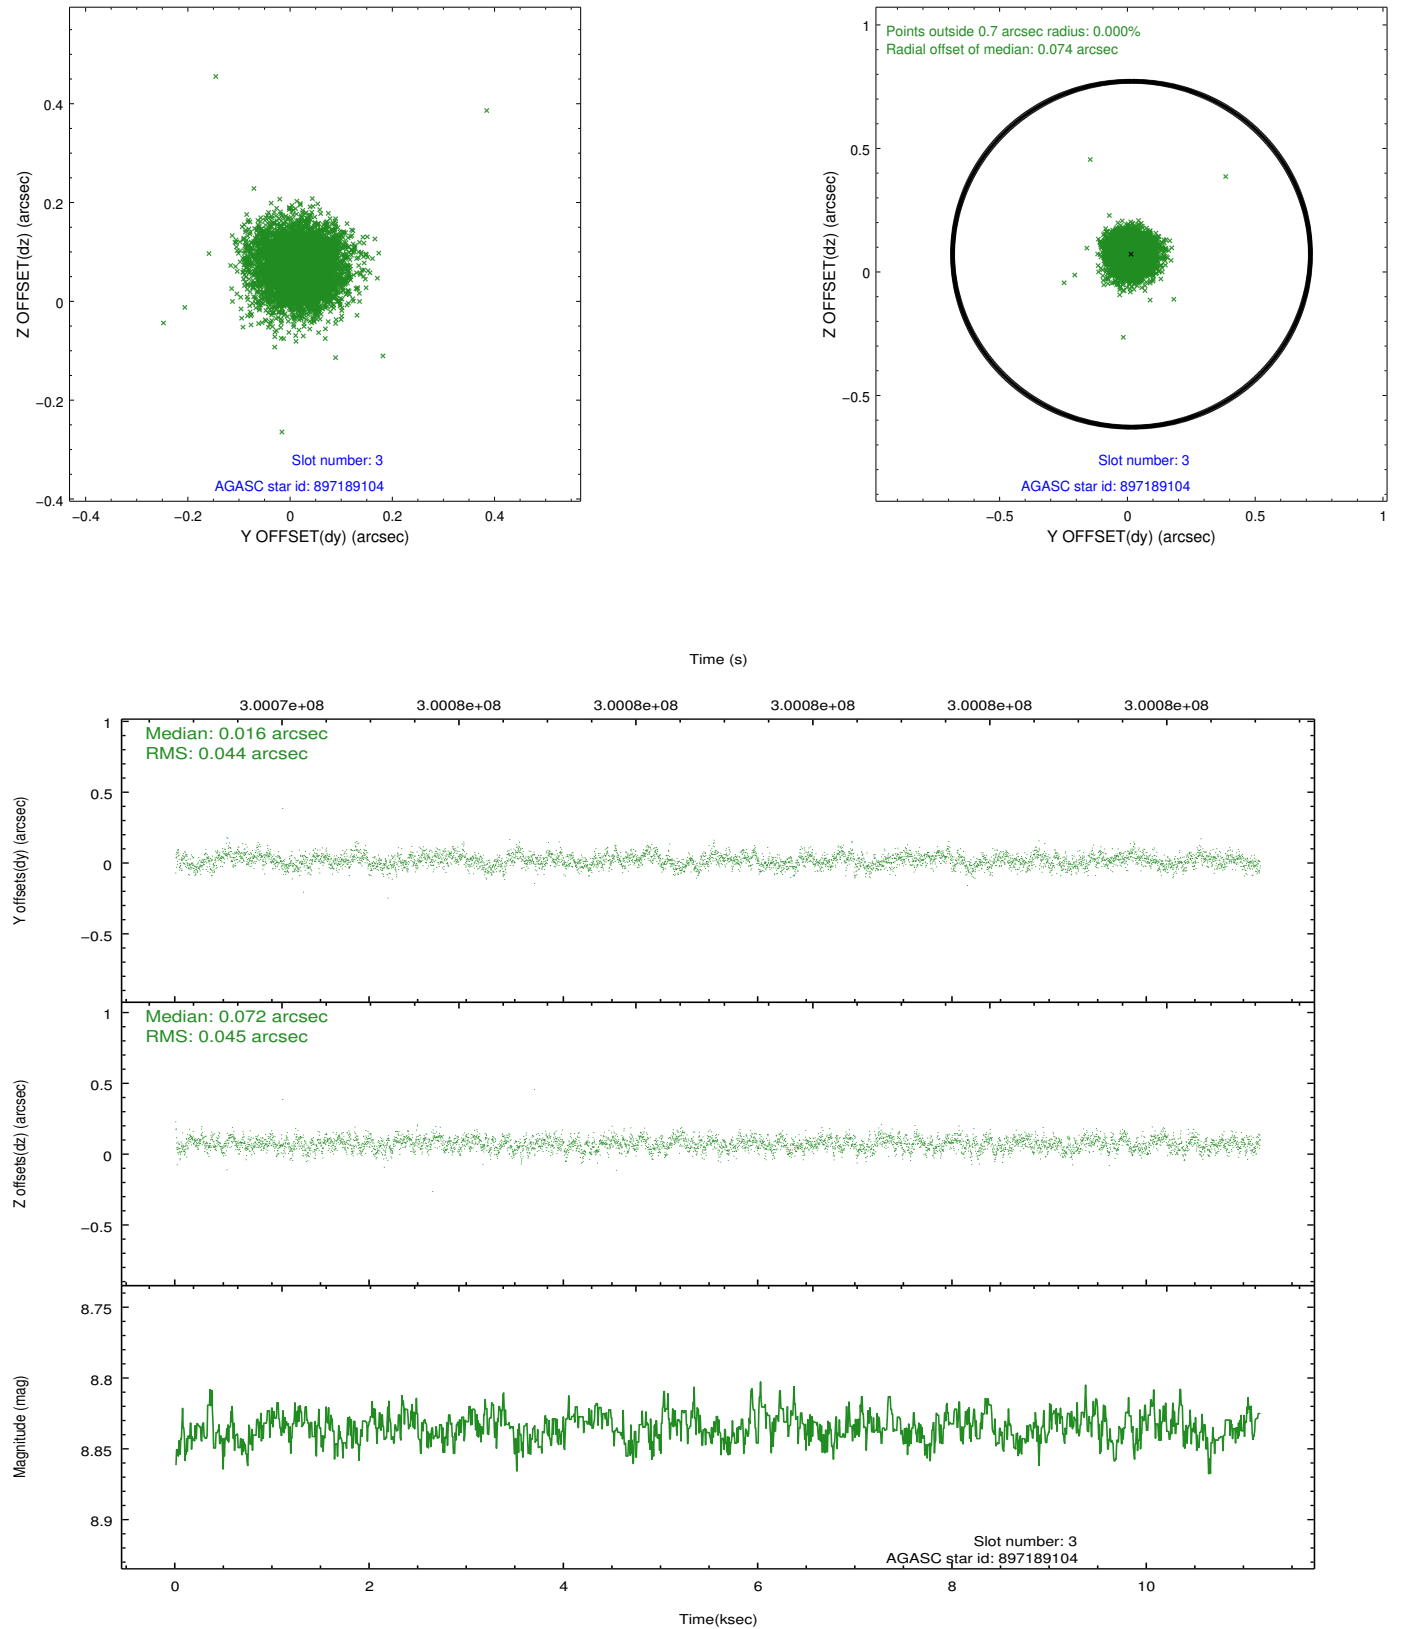 0.4
0.2
0
−0.2
−0.4
Z OFFSET(dz) (arcsec)
Slot number: 3
AGASC star id: 897189104
−0.4 −0.2 0 0.2 0.4
Y OFFSET(dy) (arcsec)
Points outside 0.7 arcsec radius: 0.000%
Radial offset of median: 0.074 arcsec
1
0.5
0
−0.5
Z OFFSET(dz) (arcsec)
Slot number: 3
AGASC star id: 897189104
−0.5 0 0.5 1
Y OFFSET(dy) (arcsec)
Time (s)
3.0007e+08 3.0008e+08 3.0008e+08 3.0008e+08 3.0008e+08 3.0008e+08
Median: 0.016 arcsec
RMS: 0.044 arcsec
1
0.5
0
−0.5
Y offsets(dy) (arcsec)
Median: 0.072 arcsec
RMS: 0.045 arcsec
1
0.5
0
−0.5
Z offsets(dz) (arcsec)
8.75
8.8
8.85
8.9
Magnitude (mag)
Slot number: 3
AGASC star id: 897189104
0 2 4 6 8 10
Time(ksec)